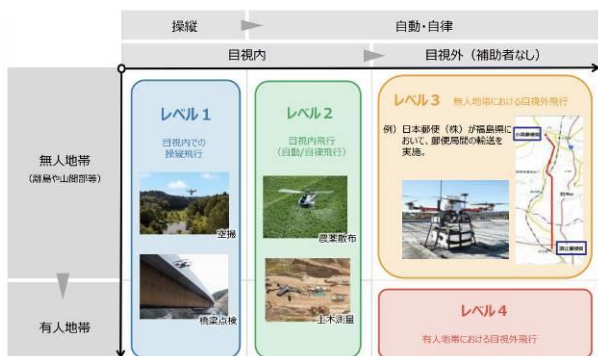 操縦
自動・自律
目視内
目視外（補助者なし）
無人地帯
（離島や山間部等）
有人地帯
レベル１
目視内での
操縦飛行
空撮
橋梁点検
レベル２
目視内飛行
（自動/自律飛行）
農薬散布
土木測量
レベル３ 無人地帯における目視外飛行
例）日本郵便（株）が福島県に
おいて、郵便局間の輸送を
実施。
小高郵便局
レベル４
有人地帯における目視外飛行